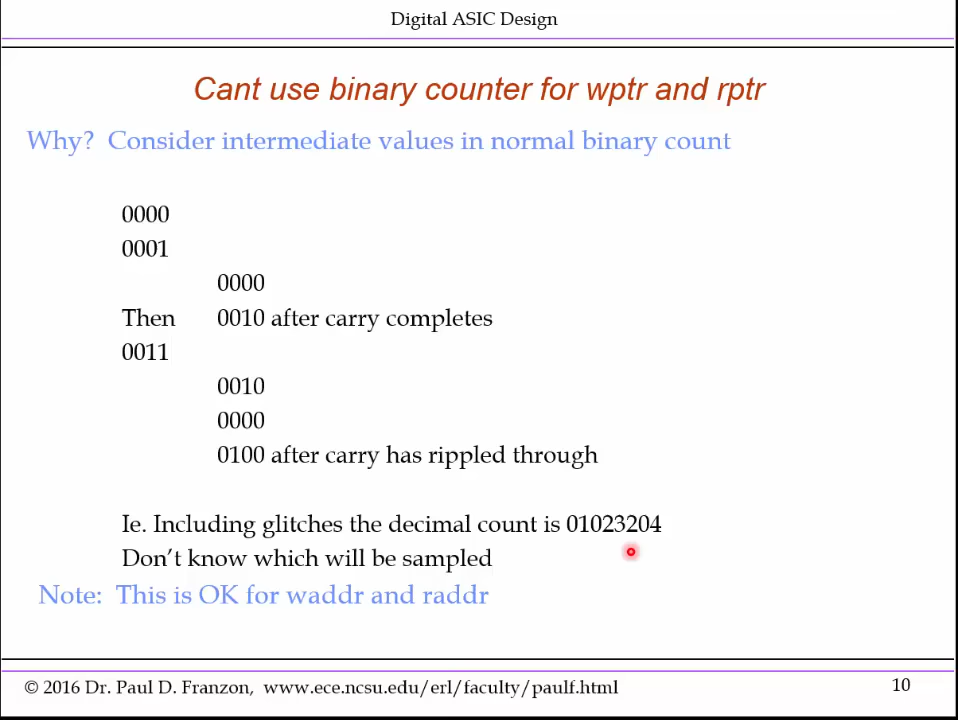 Digital ASIC Design
Cant use binary counter for wptr and rptr
Why? Consider intermediate values in normal binary count
0000
0001
0000
Then 0010 after carry completes
0011
0010
0000
0100 after carry has rippled through
Ie. Including glitches the decimal count is 01023204
Don’t know which will be sampled
Note: This is OK for waddr and raddr
© 2016 Dr. Paul D. Franzon, www.ece.ncsu.edu/erl/faculty/paulf.html 10